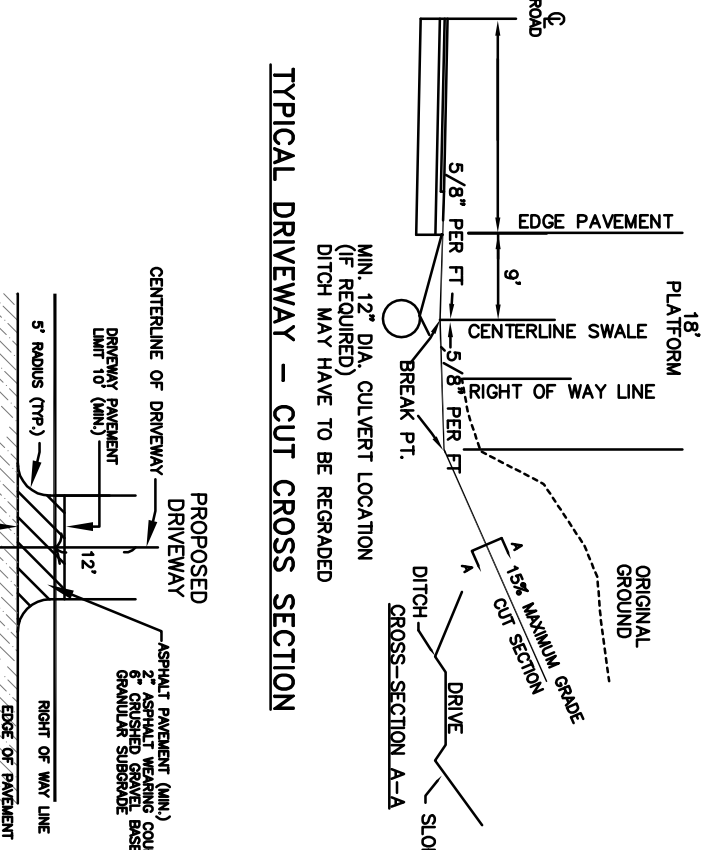 ℄
ROAD
5/8" PER FT
EDGE PAVEMENT
9'
18'
PLATFORM
CENTERLINE SWALE
5/8" PER FT
RIGHT OF WAY LINE
BREAK PT.
MIN. 12" DIA. CULVERT LOCATION
(IF REQUIRED)
DITCH MAY HAVE TO BE REGRADED
ORIGINAL
GROUND
A
A
15% MAXIMUM GRADE
CUT SECTION
DITCH
DRIVE
CROSS-SECTION A-A
TYPICAL DRIVEWAY - CUT CROSS SECTION
CENTERLINE OF DRIVEWAY
DRIVEWAY PAVEMENT
LIMIT 10' (MIN.)
5' RADIUS (TYP.)
PROPOSED
DRIVEWAY
12'
ASPHALT PAVEMENT (MIN.)
2" ASPHALT WEARING
6" CRUSHED GRAVEL BASE
GRANULAR SUBGRADE
RIGHT OF WAY LINE
EDGE OF PAVEMENT